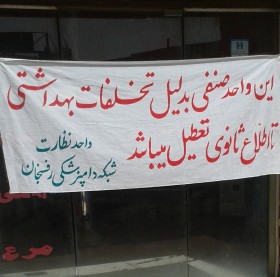 این واحد صنفی بدلیل تخلفات بهداشتی
تا اطلاع ثانوی تعطیل میباشد
واحد نظارت
شبکه دامپزشکی رفسنجان